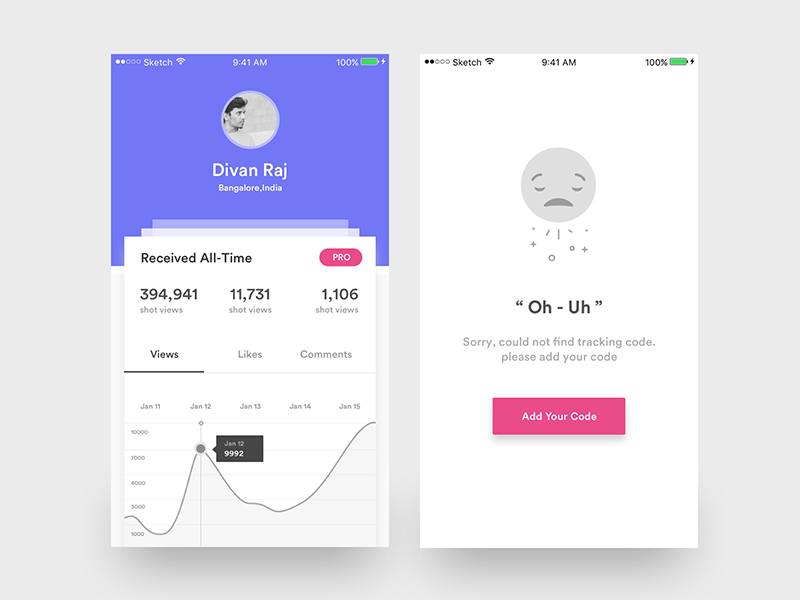 Sketch 9:41 AM 100%
Divan Raj
Bangalore,India
Received All-Time PRO
394,941 11,731 1,106
shot views shot views shot views
Views Likes Comments
Jan 11 Jan 12 Jan 13 Jan 14 Jan 15
10000
7000
4000
3000
1000
Jan 12
9992
Sketch 9:41 AM 100%
“ Oh - Uh ”
Sorry, could not find tracking code.
please add your code
Add Your Code